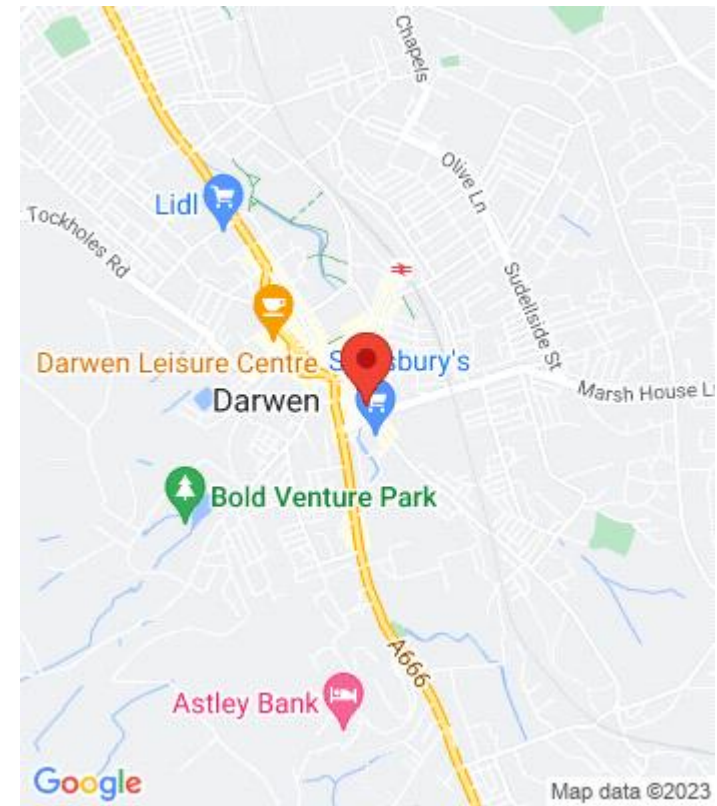 Chapels
Olive Ln
Lidl
Tockholes Rd
Sudellside St
Darwen Leisure Centre
S sbury's
Marsh House L
Darwen
Bold Venture Park
A666
Astley Bank
Google
Map data ©2023